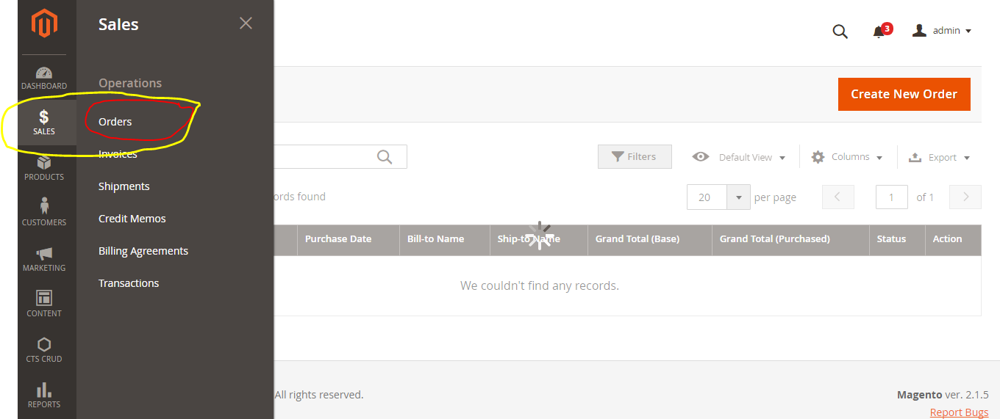 Sales
3
admin
DASHBOARD
Operations
Create New Order
SALES
Orders
Invoices
PRODUCTS
Filters
Default View
Columns
Export
Shipments
ords found
20
per page
1
of 1
CUSTOMERS
Credit Memos
Purchase Date
Bill-to Name
Ship-to Name
Grand Total (Base)
Grand Total (Purchased)
Status
Action
Billing Agreements
MARKETING
Transactions
We couldn't find any records.
CONTENT
CTS CRUD
REPORTS
All rights reserved.
Magento ver. 2.1.5
Report Bugs